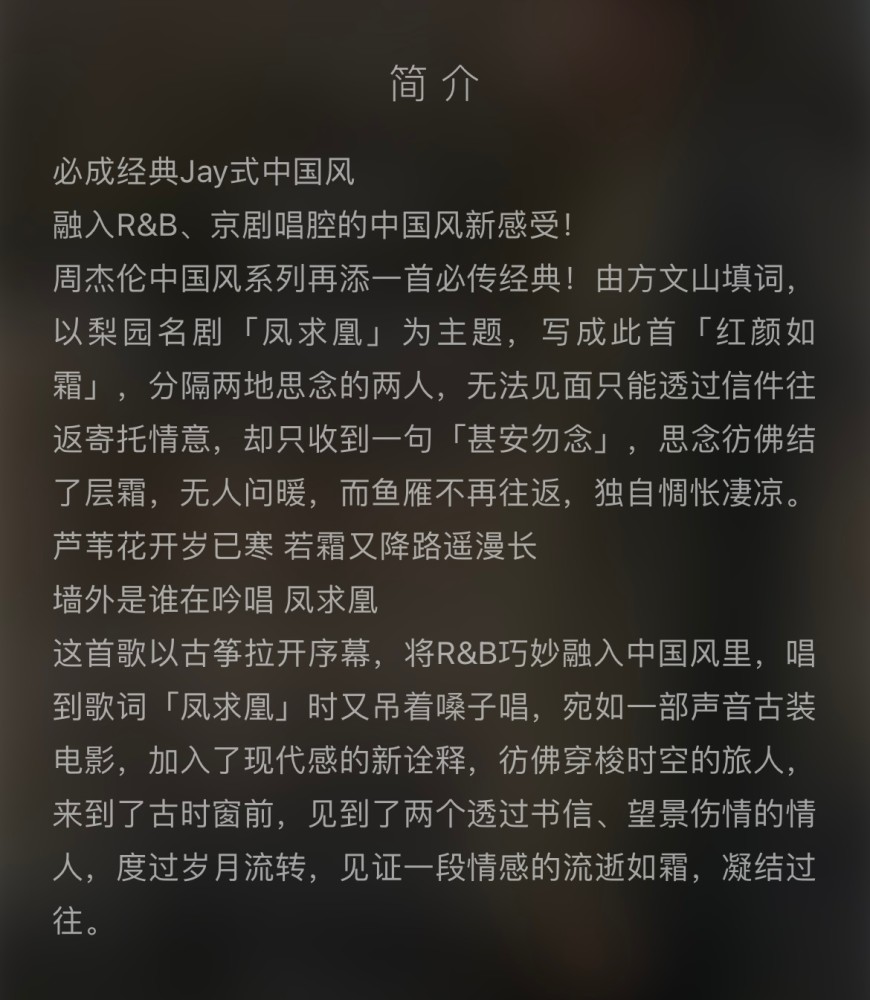 简介
必成经典Jay式中国风
融入R&B、京剧唱腔的中国风新感受！
周杰伦中国风系列再添一首必传经典！由方文山填词，
以梨园名剧「凤求凰」为主题，写成此首「红颜如
霜」，分隔两地思念的两人，无法见面只能透过信件往
返寄托情意，却只收到一句「甚安勿念」，思念彷佛结
了层霜，无人问暖，而鱼雁不再往返，独自惆怅凄凉。
芦苇花开岁已寒 若霜又降路遥漫长
墙外是谁在吟唱 凤求凰
这首歌以古筝拉开序幕，将R&B巧妙融入中国风里，唱
到歌词「凤求凰」时又吊着嗓子唱，宛如一部声音古装
电影，加入了现代感的新诠释，彷佛穿梭时空的旅人，
来到了古时窗前，见到了两个透过书信、望景伤情的情
人，度过岁月流转，见证一段情感的流逝如霜，凝结过
往。